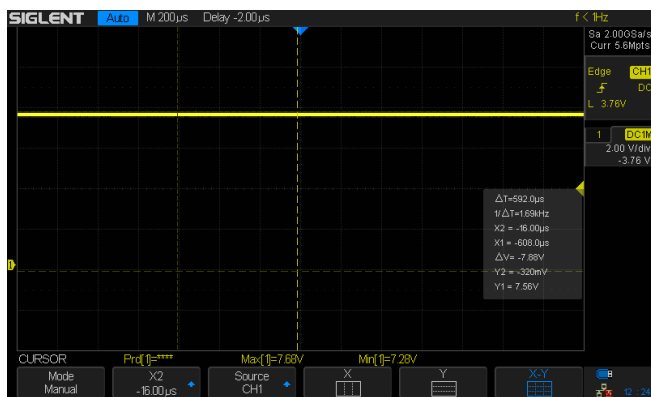 SIGLENT Auto M 200µs Delay -2.00µs f < 1Hz
Sa 2.00GSa/s
Curr 5.6Mpts
Edge CH1
DC
L 3.76V
1 DC1M
2.00 V/div
-3.76 V
ΔT=592.0µs
1/ΔT=1.69kHz
X2 = -16.00µs
X1 = -608.0µs
ΔV= -7.88V
Y2 = -320mV
Y1 = 7.56V
1
CURSOR Prd[1]=**** Max[1]=7.68V Min[1]=7.28V
Mode X2 Source X Y X-Y
Manual -16.00µs CH1
12 : 24